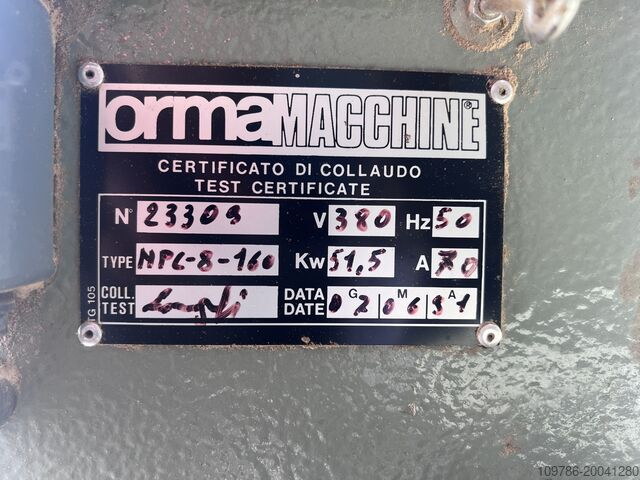 ormaMACCHINE®
CERTIFICATO DI COLLAUDO
TEST CERTIFICATE
N° 23309 V 380 Hz 50
TYPE NPC-8-160 Kw 51,5 A 70
COLL. TEST DATA DATE G 07 M 06 A 91
TG 105
109786-20041280